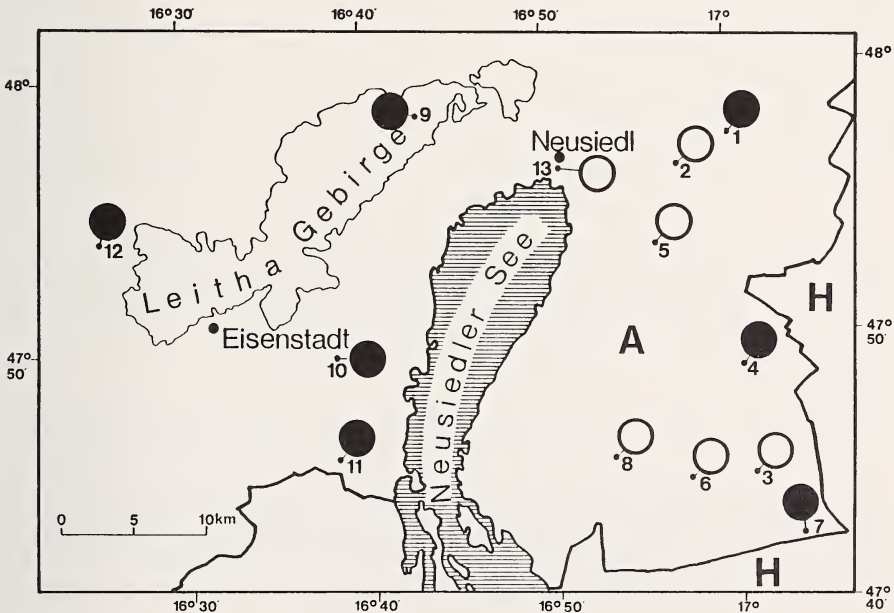 16° 30' 16° 40' 16° 50' 17°
48° 48°
Leitha Gebirge
9
Neusiedl
13
1
2
5
12
H
Eisenstadt
Neusiedler See
A
4
10
47° 50' 47° 50'
11
8
6
3
7
0 5 10km
H
47° 40'
16° 30' 16° 40' 16° 50' 17°